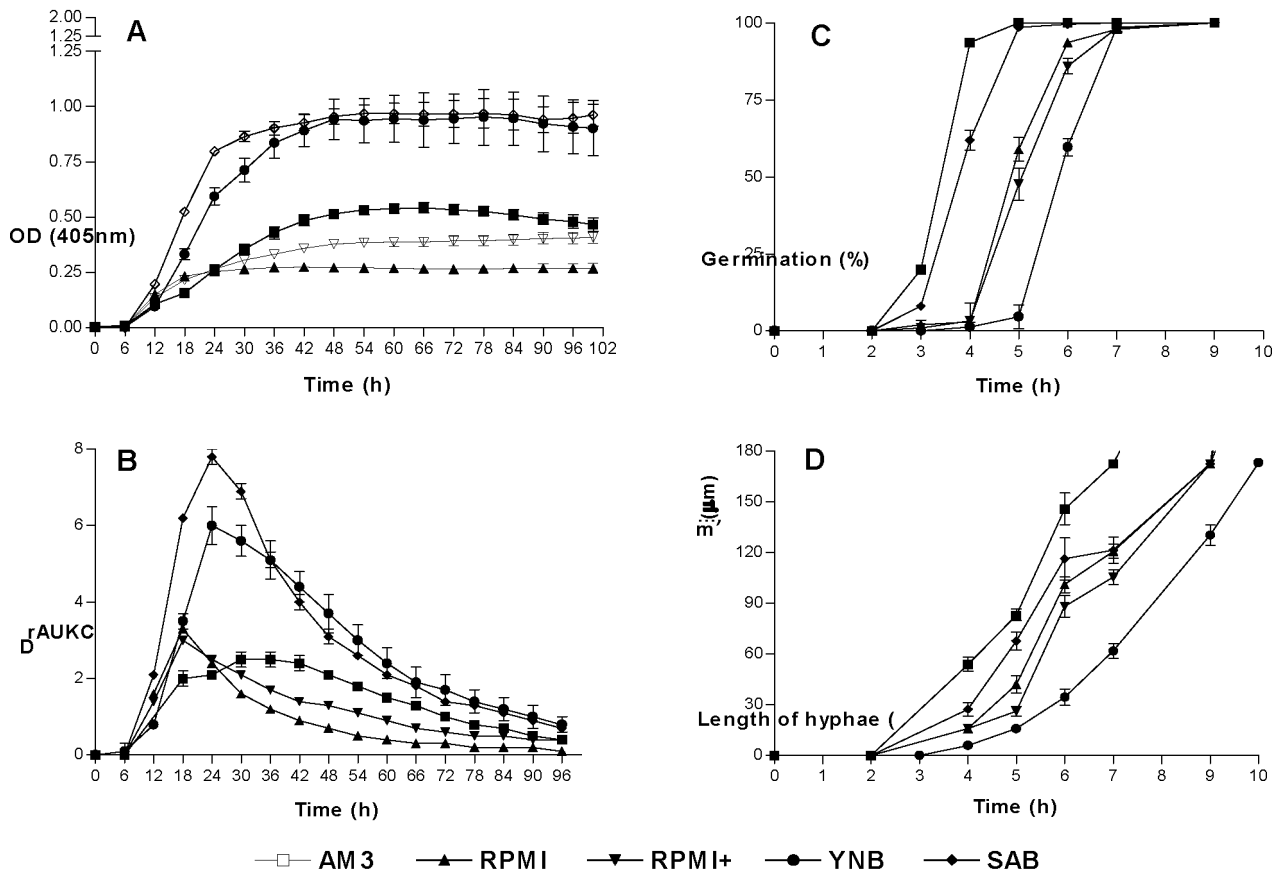 A
2.00
1.25
1.25
1.00
0.75
0.50
OD (405nm)
0.25
0.00
0 6 12 18 24 30 36 42 48 54 60 66 72 78 84 90 96 102
Time (h)
C
100
75
50
25
Germination (%)
0
0 1 2 3 4 5 6 7 8 9 10
Time (h)
B
8
6
4
DrAUKC
2
0
0 6 12 18 24 30 36 42 48 54 60 66 72 78 84 90 96
Time (h)
D
180
150
120
90
60
30
Length of hyphae (
0
0 1 2 3 4 5 6 7 8 9 10
Time (h)
AM3 RPMI RPMI+ YNB SAB